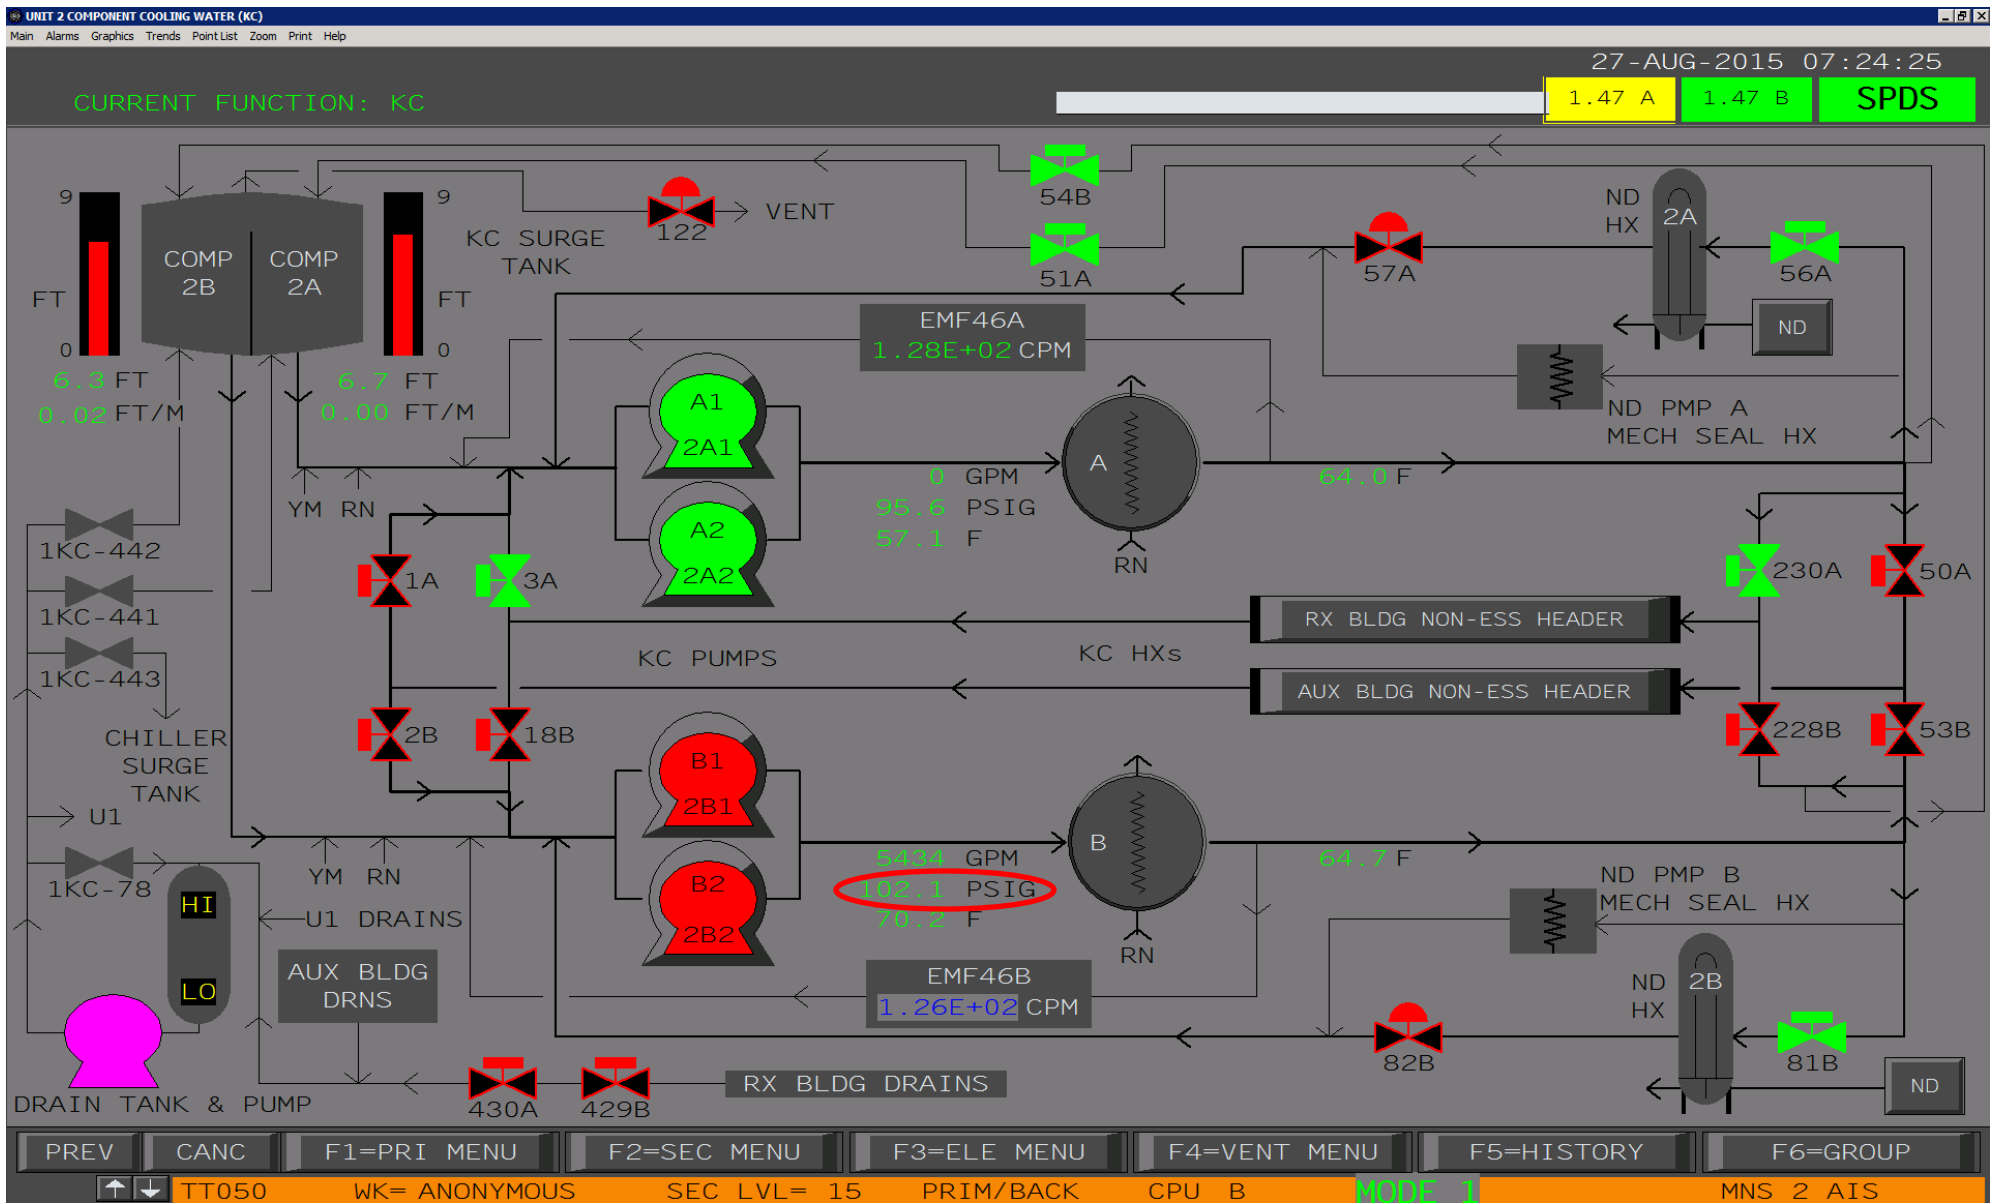 UNIT 2 COMPONENT COOLING WATER (KC)
Main Alarms Graphics Trends Point List Zoom Print Help
27-AUG-2015 07:24:25
CURRENT FUNCTION: KC
1.47 A 1.47 B SPDS
54B
9
9
COMP 2B
COMP 2A
FT
FT
0
0
6.3 FT
0.02 FT/M
6.7 FT
0.00 FT/M
KC SURGE
TANK
122
VENT
51A
57A
ND
HX
2A
56A
ND
EMF46A
1.28E+02 CPM
ND PMP A
MECH SEAL HX
A1
2A1
A2
2A2
YM RN
0 GPM
95.6 PSIG
57.1 F
A
RN
64.0 F
1KC-442
1KC-441
1KC-443
1A
3A
230A
50A
RX BLDG NON-ESS HEADER
KC PUMPS
KC HXs
AUX BLDG NON-ESS HEADER
2B
18B
228B
53B
CHILLER
SURGE
TANK
U1
B1
2B1
B2
2B2
YM RN
5434 GPM
102.1 PSIG
70.2 F
B
RN
64.7 F
1KC-78
HI
LO
U1 DRAINS
AUX BLDG
DRNS
EMF46B
1.26E+02 CPM
ND PMP B
MECH SEAL HX
ND
HX
2B
82B
81B
ND
DRAIN TANK & PUMP
430A
429B
RX BLDG DRAINS
PREV CANC F1=PRI MENU F2=SEC MENU F3=ELE MENU F4=VENT MENU F5=HISTORY F6=GROUP
TT050 WK= ANONYMOUS SEC LVL= 15 PRIM/BACK CPU B MODE 1 MNS 2 AIS